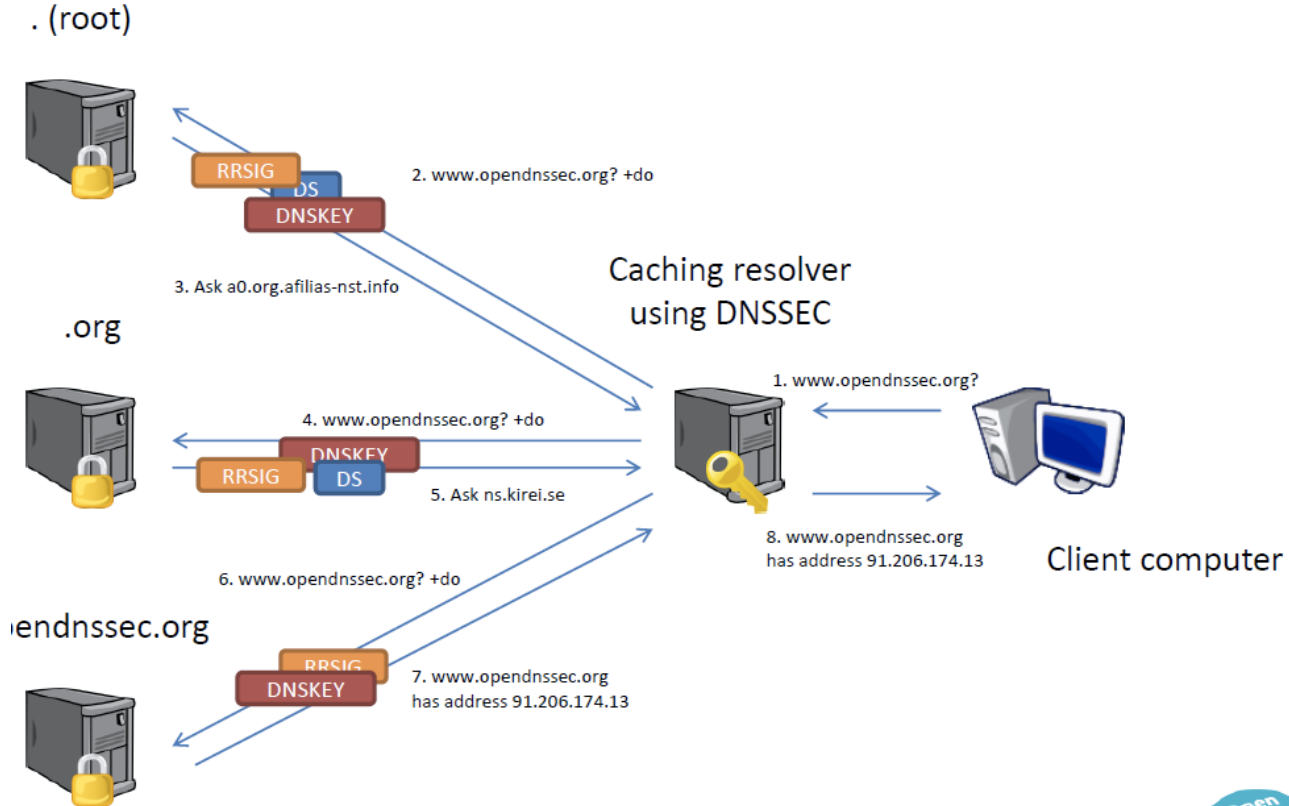 . (root)
RRSIG
DS
DNSKEY
2. www.opendnssec.org? +do
3. Ask a0.org.afilias-nst.info
Caching resolver
using DNSSEC
.org
1. www.opendnssec.org?
4. www.opendnssec.org? +do
DNSKEY
RRSIG
DS
5. Ask ns.kirei.se
8. www.opendnssec.org
has address 91.206.174.13
Client computer
6. www.opendnssec.org? +do
endnssec.org
RRSIG
DNSKEY
7. www.opendnssec.org
has address 91.206.174.13